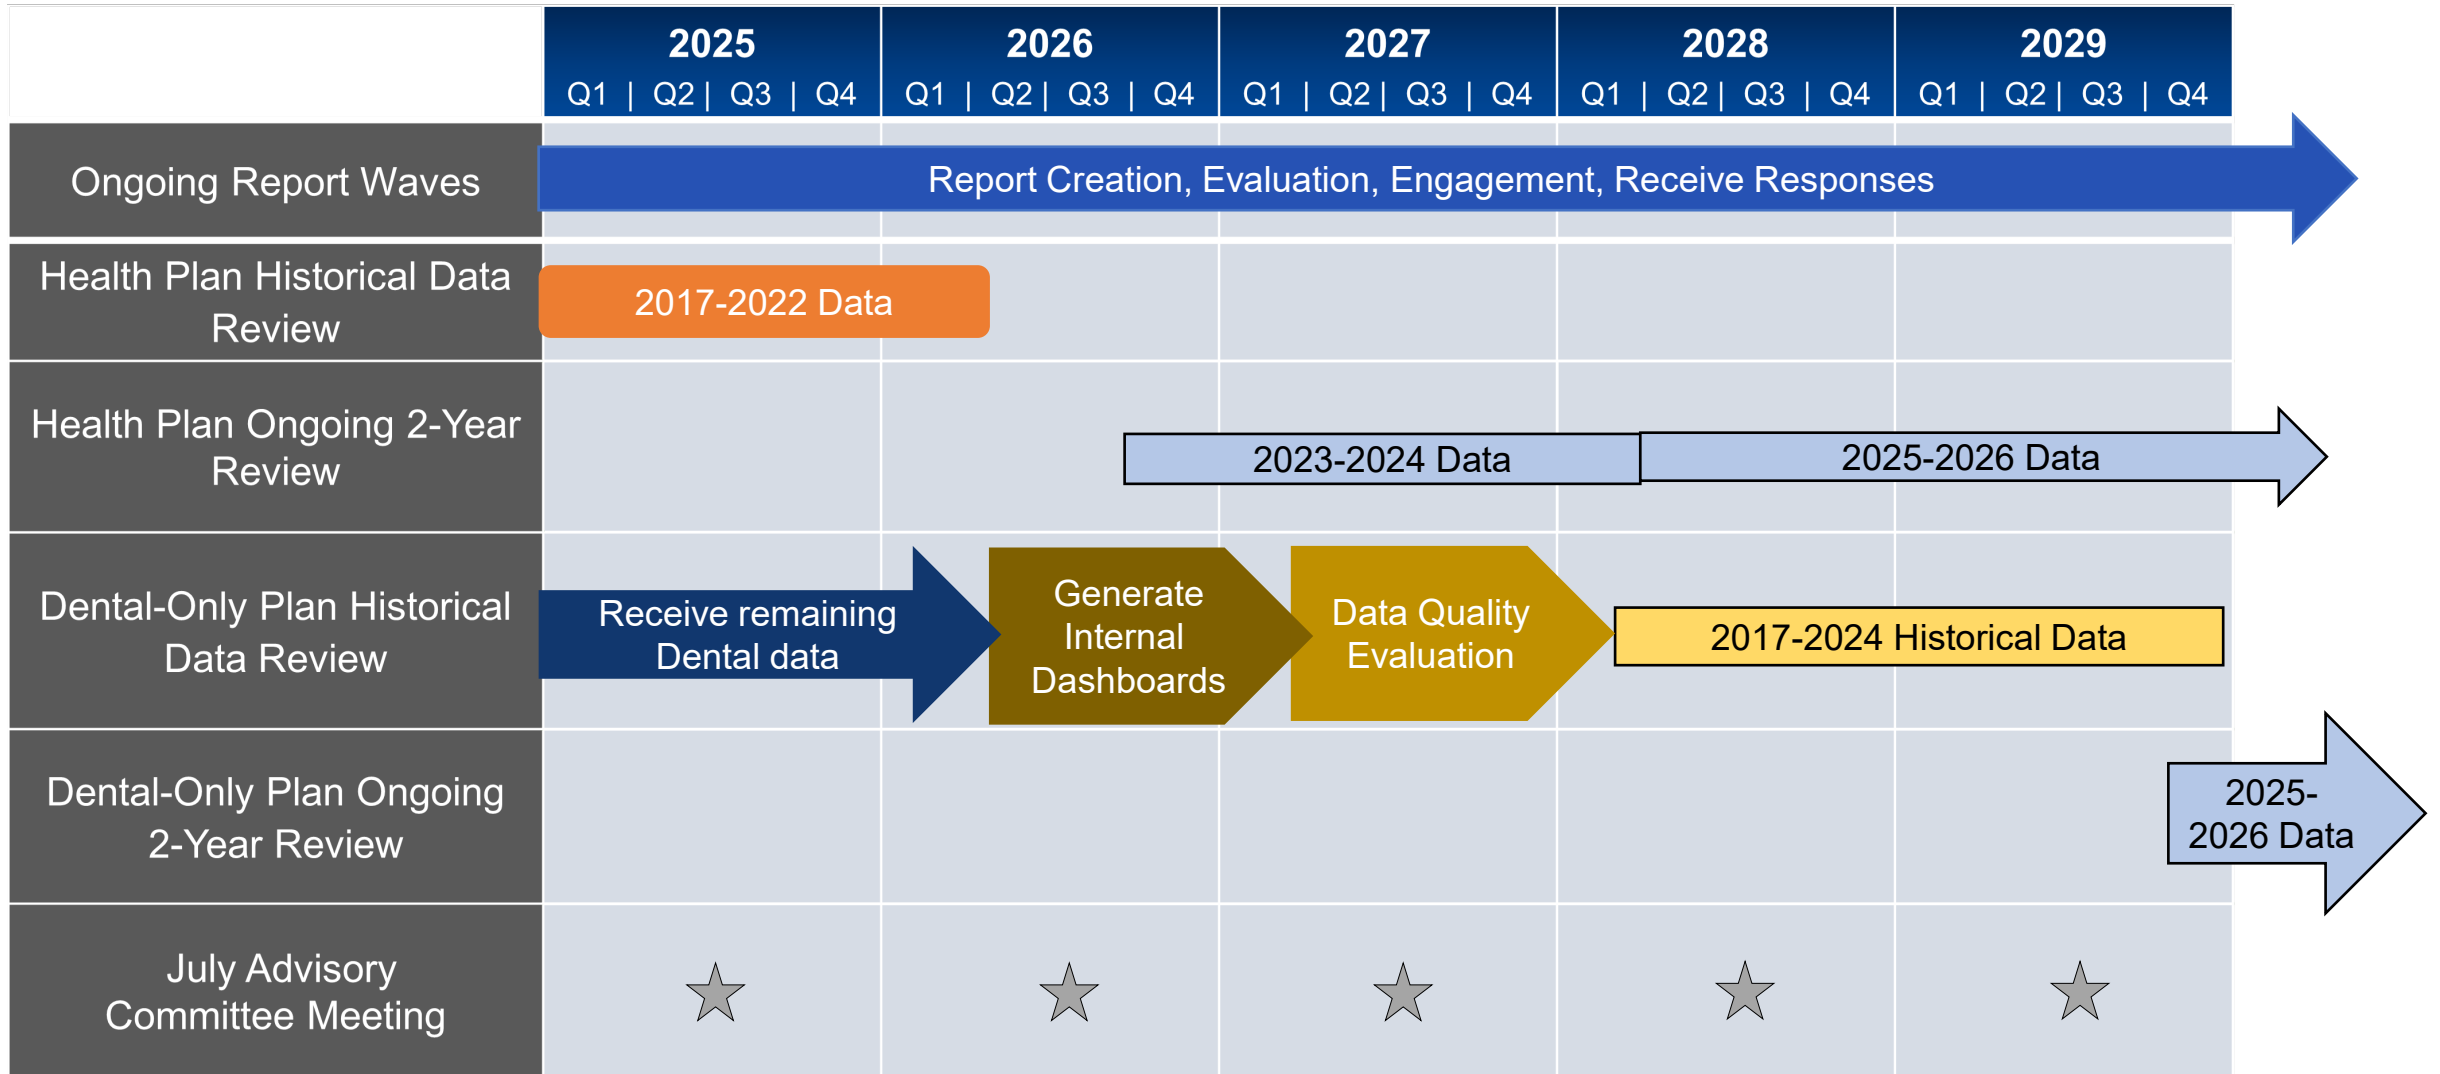 2025
2026
2027
2028
2029
Q1 | Q2 | Q3 | Q4
Q1 | Q2 | Q3 | Q4
Q1 | Q2 | Q3 | Q4
Q1 | Q2 | Q3 | Q4
Q1 | Q2 | Q3 | Q4
Ongoing Report Waves
Report Creation, Evaluation, Engagement, Receive Responses
Health Plan Historical Data
Review
2017-2022 Data
Health Plan Ongoing 2-Year
Review
2023-2024 Data
2025-2026 Data
Dental-Only Plan Historical
Data Review
Receive remaining
Dental data
Generate
Internal
Dashboards
Data Quality
Evaluation
2017-2024 Historical Data
Dental-Only Plan Ongoing
2-Year Review
2025-
2026 Data
July Advisory
Committee Meeting